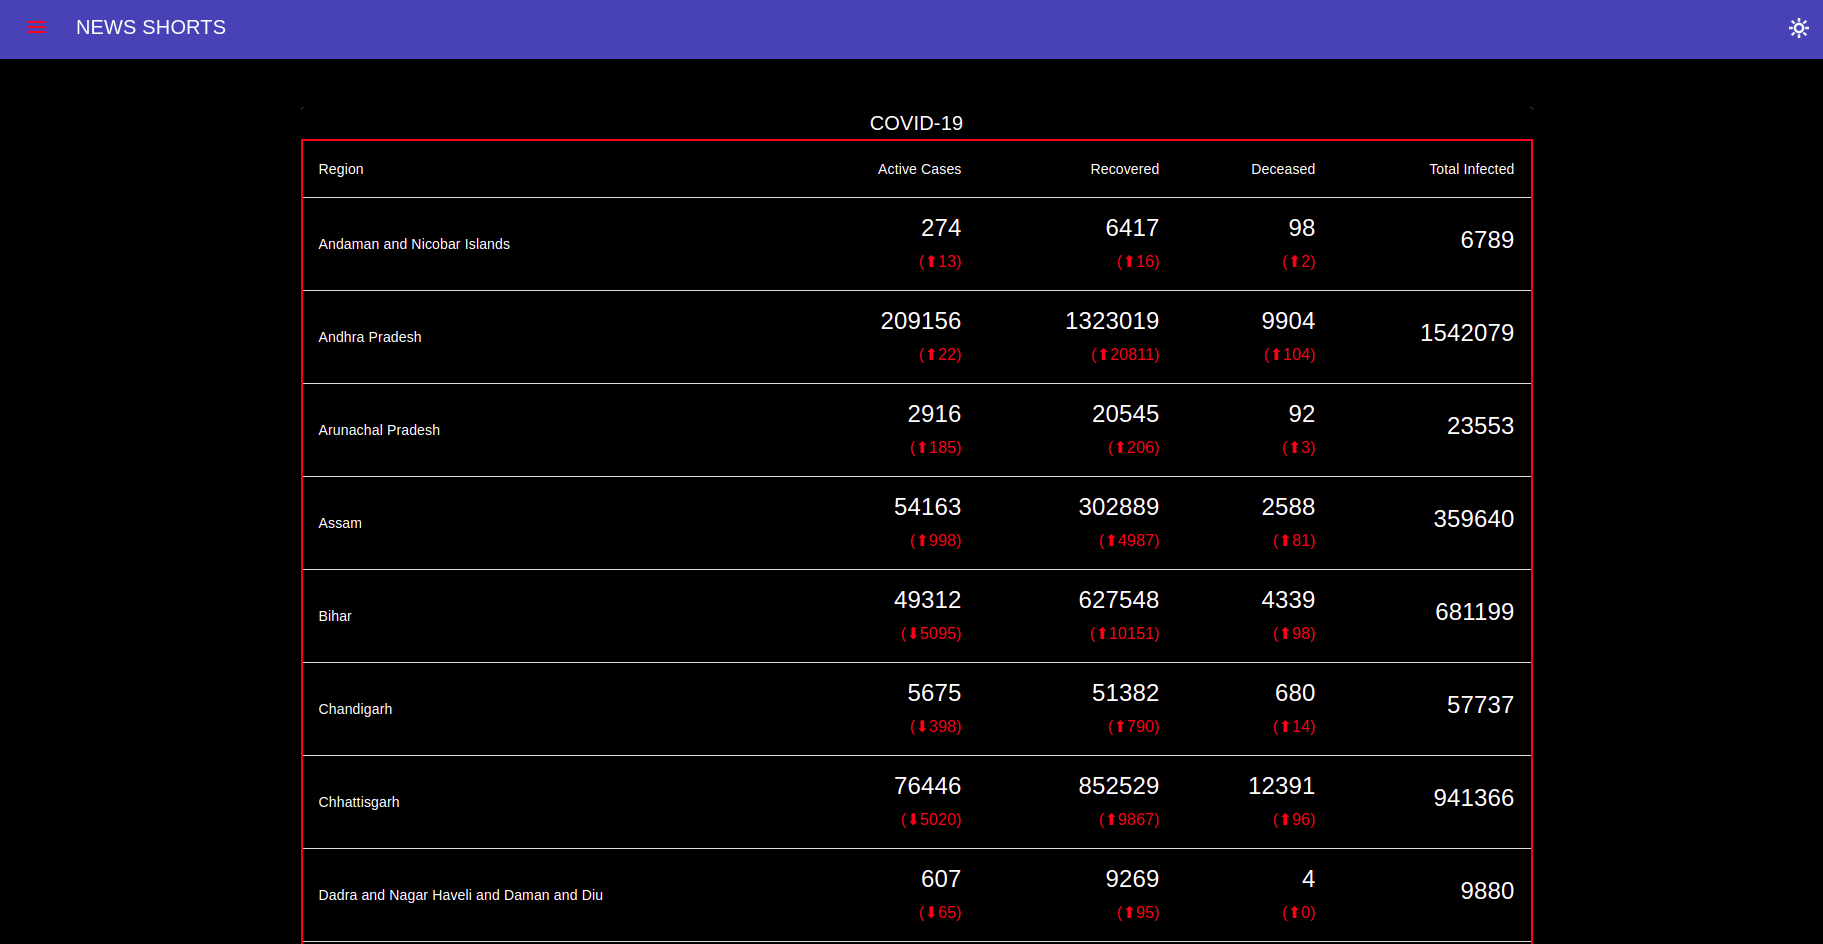 NEWS SHORTS
COVID-19
Region Active Cases Recovered Deceased Total Infected
Andaman and Nicobar Islands 274 6417 98 6789
(⬆13) (⬆16) (⬆2)
Andhra Pradesh 209156 1323019 9904 1542079
(⬆22) (⬆20811) (⬆104)
Arunachal Pradesh 2916 20545 92 23553
(⬆185) (⬆206) (⬆3)
Assam 54163 302889 2588 359640
(⬆998) (⬆4987) (⬆81)
Bihar 49312 627548 4339 681199
(⬇5095) (⬆10151) (⬆98)
Chandigarh 5675 51382 680 57737
(⬇398) (⬆790) (⬆14)
Chhattisgarh 76446 852529 12391 941366
(⬇5020) (⬆9867) (⬆96)
Dadra and Nagar Haveli and Daman and Diu 607 9269 4 9880
(⬇65) (⬆95) (⬆0)